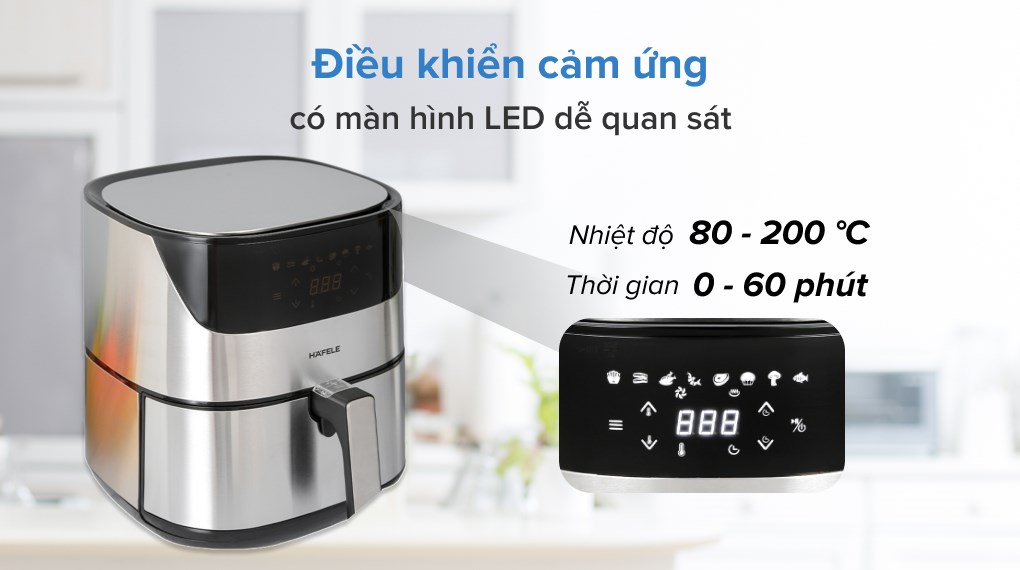 Điều khiển cảm ứng
có màn hình LED dễ quan sát
Nhiệt độ 80 - 200 °C
Thời gian 0 - 60 phút
888
HÄFELE
888